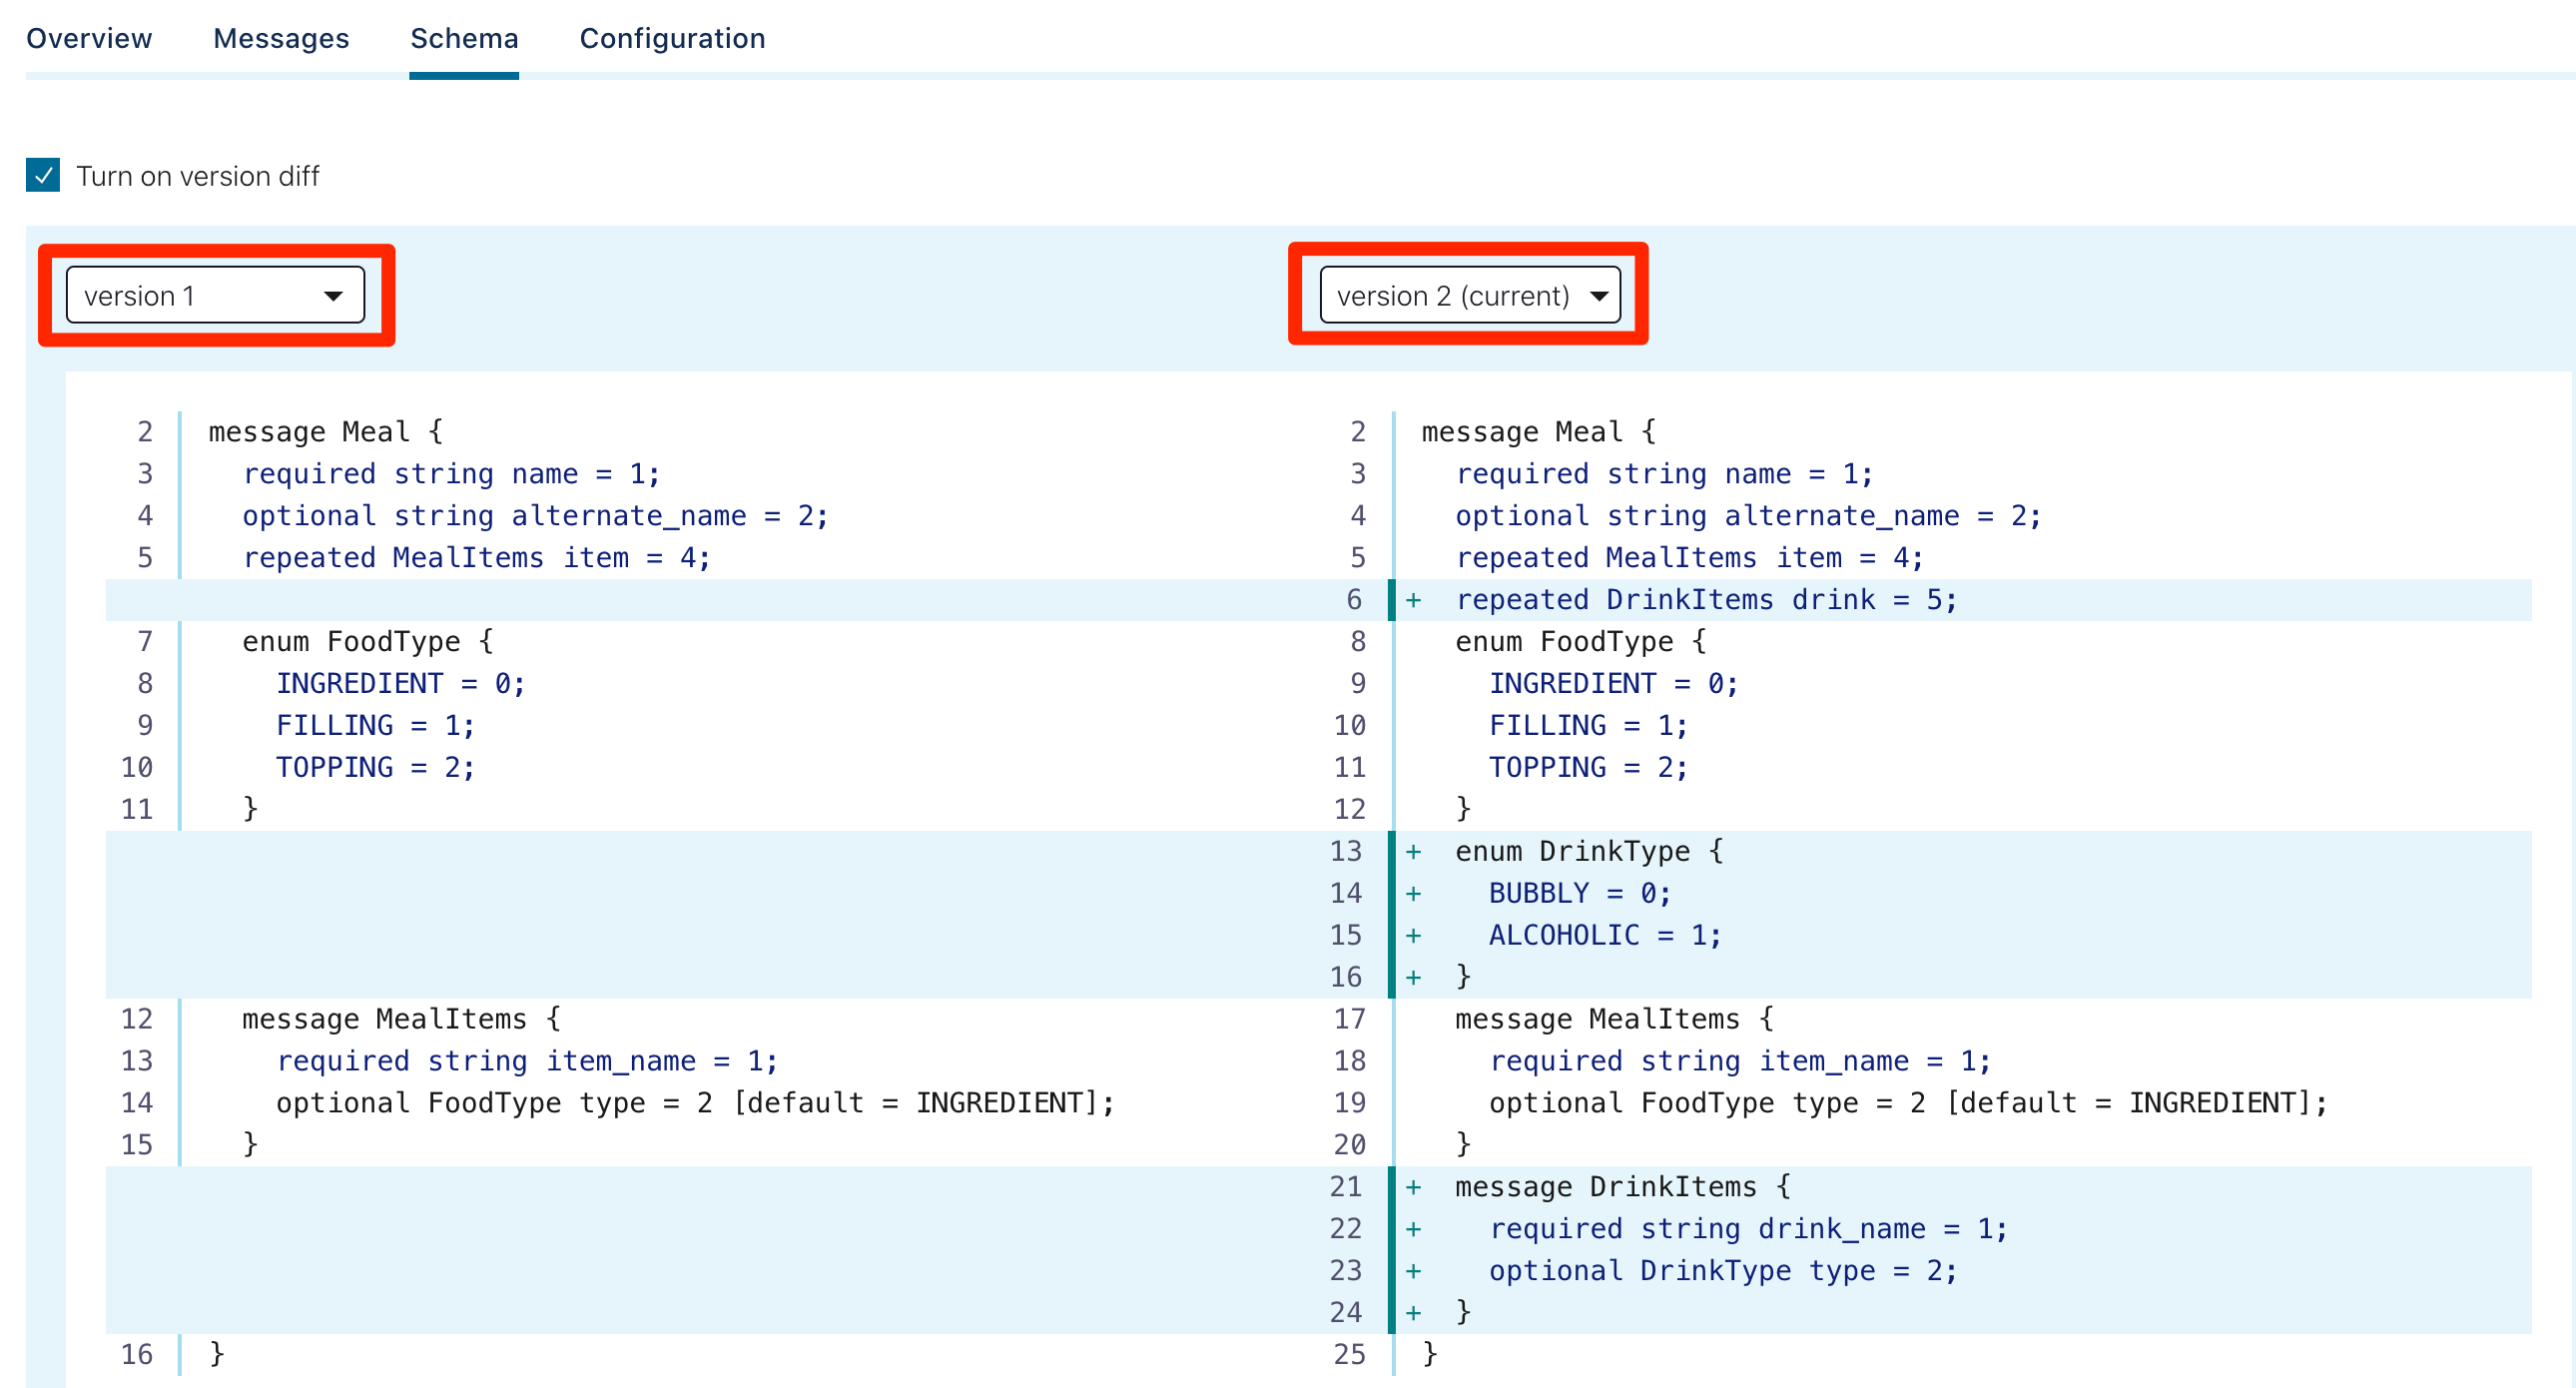 Overview Messages Schema Configuration
Turn on version diff
version 1
version 2 (current)
2 message Meal {
3 required string name = 1;
4 optional string alternate_name = 2;
5 repeated MealItems item = 4;
7 enum FoodType {
8 INGREDIENT = 0;
9 FILLING = 1;
10 TOPPING = 2;
11 }
12 message MealItems {
13 required string item_name = 1;
14 optional FoodType type = 2 [default = INGREDIENT];
15 }
16 }
2 message Meal {
3 required string name = 1;
4 optional string alternate_name = 2;
5 repeated MealItems item = 4;
6 + repeated DrinkItems drink = 5;
8 enum FoodType {
9 INGREDIENT = 0;
10 FILLING = 1;
11 TOPPING = 2;
12 }
13 + enum DrinkType {
14 + BUBBLY = 0;
15 + ALCOHOLIC = 1;
16 + }
17 message MealItems {
18 required string item_name = 1;
19 optional FoodType type = 2 [default = INGREDIENT];
20 }
21 + message DrinkItems {
22 + required string drink_name = 1;
23 + optional DrinkType type = 2;
24 + }
25 }